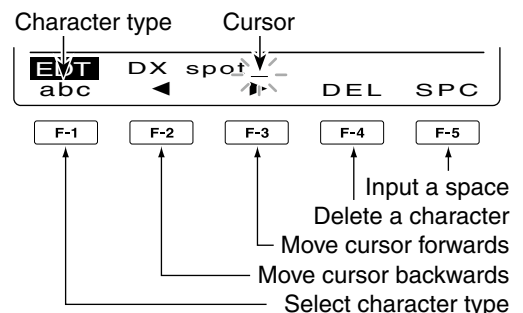 Character type Cursor
EDT DX spot
abc ◄ ► DEL SPC
F-1 F-2 F-3 F-4 F-5
Input a space
Delete a character
Move cursor forwards
Move cursor backwards
Select character type